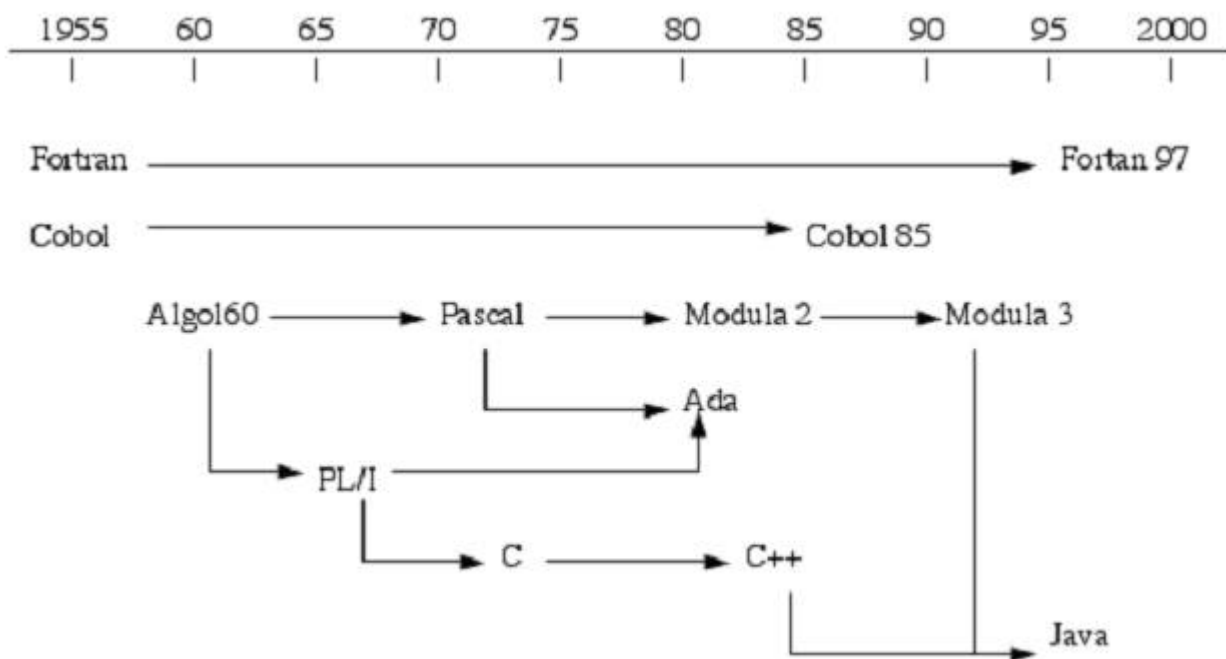 1955 60 65 70 75 80 85 90 95 2000
Fortran Fortan 97
Cobol Cobol 85
Algol60 Pascal Modula 2 Modula 3
Ada
PL/I
C C++
Java